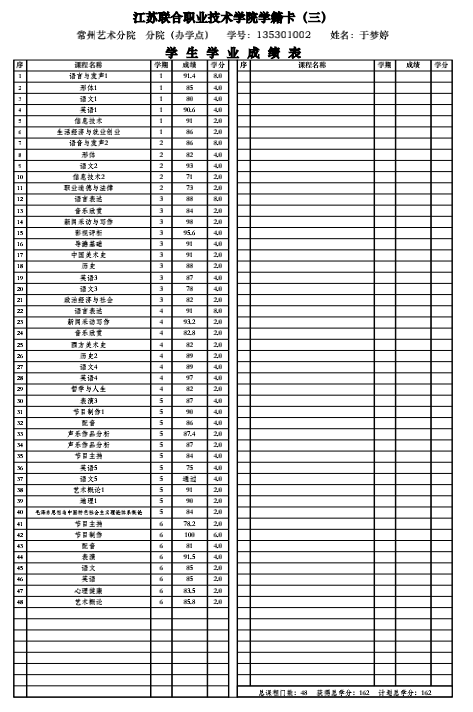 江苏联合职业技术学院学籍卡（三）
常州艺术分院 分院（办学点） 学号：135301002 姓名：于梦婷
学 生 学 业 成 绩 表
序 课程名称 学期 成绩 学分 序 课程名称 学期 成绩 学分
1 语言与发声1 1 91.4 8.0
2 形体1 1 85 4.0
3 语文1 1 80 4.0
4 英语1 1 90.6 4.0
5 信息技术 1 91 2.0
6 生活经济与就业创业 1 86 2.0
7 语音与发声2 2 86 8.0
8 形体 2 82 4.0
9 语文2 2 93 4.0
10 信息技术2 2 71 2.0
11 职业道德与法律 2 73 2.0
12 语言表达 3 88 8.0
13 音乐欣赏 3 84 2.0
14 新闻采访与写作 3 98 2.0
15 影视评析 3 95.6 4.0
16 导游基础 3 91 4.0
17 中国美术史 3 91 2.0
18 历史 3 88 2.0
19 英语3 3 87 4.0
20 语文3 3 78 4.0
21 政治经济与社会 3 82 2.0
22 语言表达 4 91 8.0
23 新闻采访写作 4 93.2 2.0
24 音乐欣赏 4 82.8 2.0
25 西方美术史 4 82 2.0
26 历史2 4 89 2.0
27 语文4 4 89 4.0
28 英语4 4 97 4.0
29 哲学与人生 4 82 2.0
30 表演3 5 87 4.0
31 节目制作1 5 90 4.0
32 配音 5 86 4.0
33 声乐作品分析 5 87.4 2.0
34 声乐作品分析 5 87 2.0
35 节目主持 5 84 4.0
36 英语5 5 75 4.0
37 语文5 5 通过 4.0
38 艺术概论1 5 91 2.0
39 地理1 5 90 2.0
40 毛泽东思想与中国特色社会主义理论体系概论 5 84 2.0
41 节目主持 6 78.2 2.0
42 节目制作 6 100 6.0
43 配音 6 81 4.0
44 表演 6 91.5 4.0
45 语文 6 85 2.0
46 英语 6 85 2.0
47 心理健康 6 83.5 2.0
48 艺术概论 6 85.8 2.0
总课程门数：48 获得总学分：162 计划总学分：162